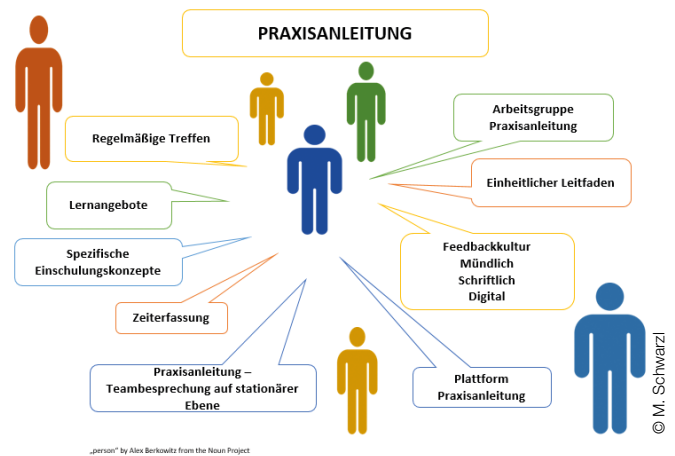 PRAXISANLEITUNG
Regelmäßige Treffen
Arbeitsgruppe
Praxisanleitung
Lernangebote
Einheitlicher Leitfaden
Spezifische
Einschulungskonzepte
Feedbackkultur
Mündlich
Schriftlich
Digital
Zeiterfassung
Praxisanleitung –
Teambesprechung auf stationärer
Ebene
Plattform
Praxisanleitung
© M. Schwarzl
„person" by Alex Berkowitz from the Noun Project